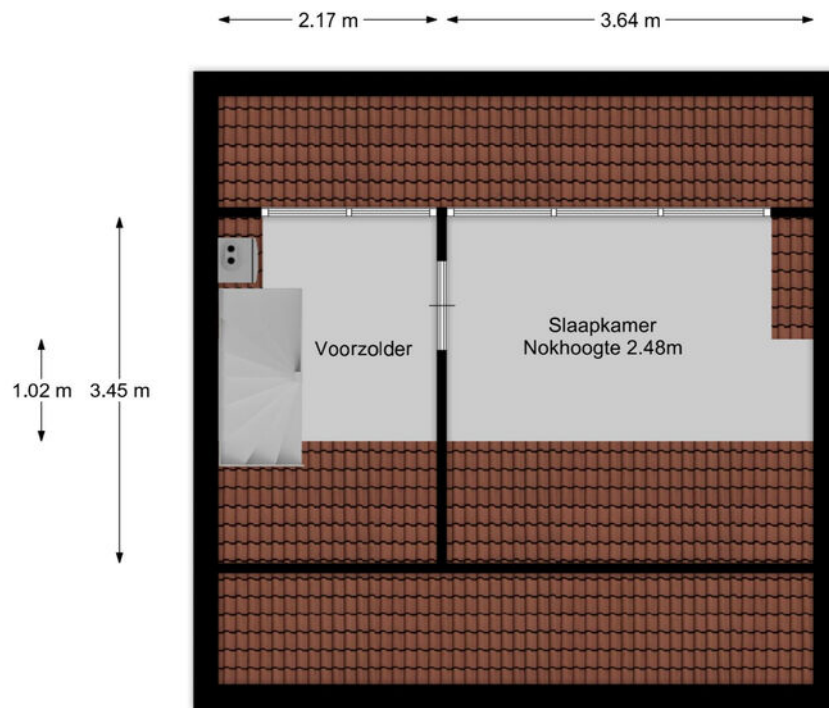 2.17 m
3.64 m
1.02 m
3.45 m
Voorzolder
Slaapkamer
Nokhoogte 2.48m